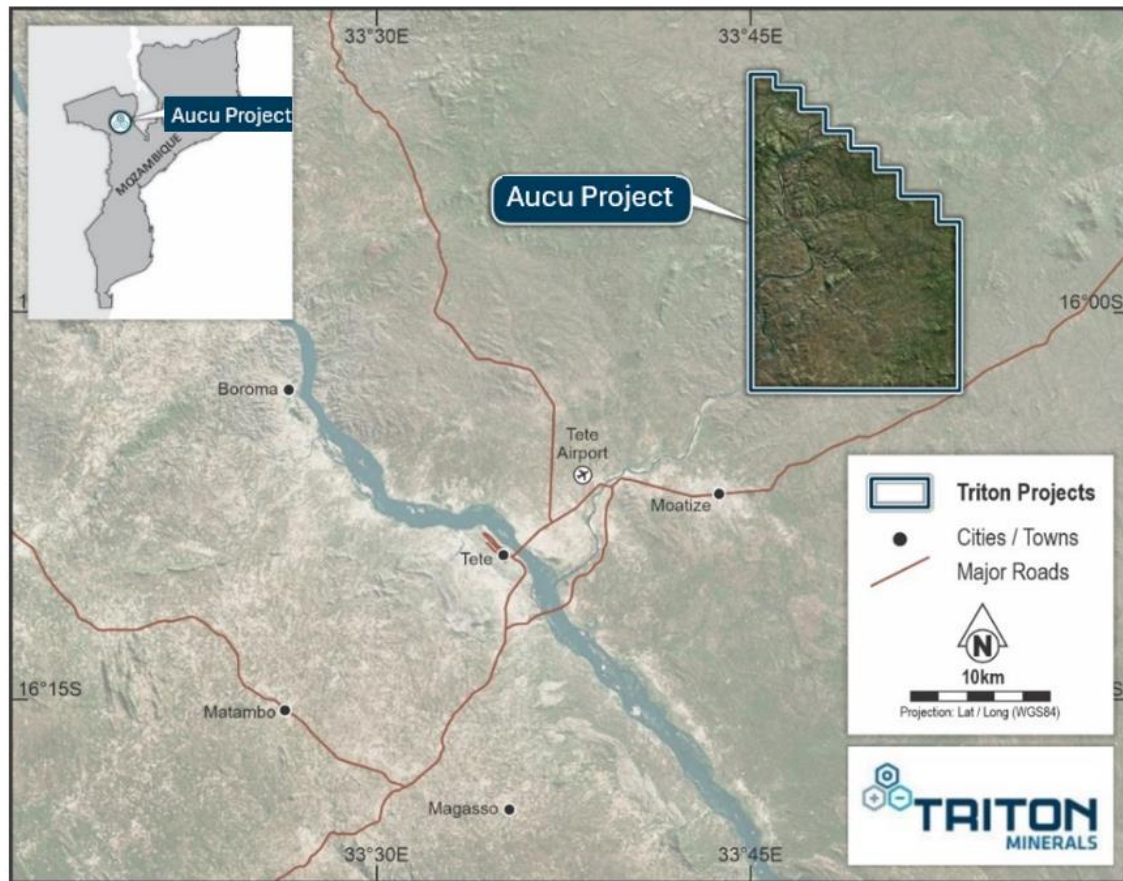 33°30E
33°45E
Aucu Project
MOZAMBIQUE
Aucu Project
16°00S
Boroma
Tete
Airport
Moatize
Tete
16°15S
Matambo
Magasso
33°30E
33°45E
Triton Projects
Cities / Towns
Major Roads
N
10km
Projection: Lat / Long (WGS84)
TRITON
MINERALS